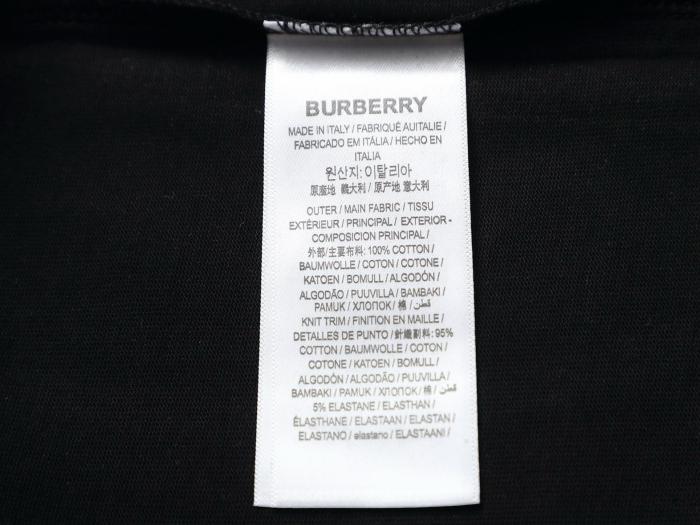 BURBERRY
MADE IN ITALY / FABRIQUÉ AUITALIE /
FABRICADO EM ITÁLIA / HECHO EN
ITALIA
원산지: 이탈리아
原産地 義大利 / 原产地 意大利
OUTER / MAIN FABRIC / TISSU
EXTÉRIEUR / PRINCIPAL / EXTERIOR -
COMPOSICION PRINCIPAL /
外部/主要布料: 100% COTTON /
BAUMWOLLE / COTON / COTONE /
KATOEN / BOMULL / ALGODÓN /
ALGODÃO / PUUVILLA / BAMBAKI /
PAMUK / ХЛОПОК / 棉 / قطن /
KNIT TRIM / FINITION EN MAILLE /
DETALLES DE PUNTO / 針織副料: 95%
COTTON / BAUMWOLLE / COTON /
COTONE / KATOEN / BOMULL /
ALGODÓN / ALGODÃO / PUUVILLA /
BAMBAKI / PAMUK / ХЛОПОК / 棉 / قطن /
5% ELASTANE / ELASTHAN /
ÉLASTHANE / ELASTAAN / ELASTAN /
ELASTANO / elastano / ELASTAANI /